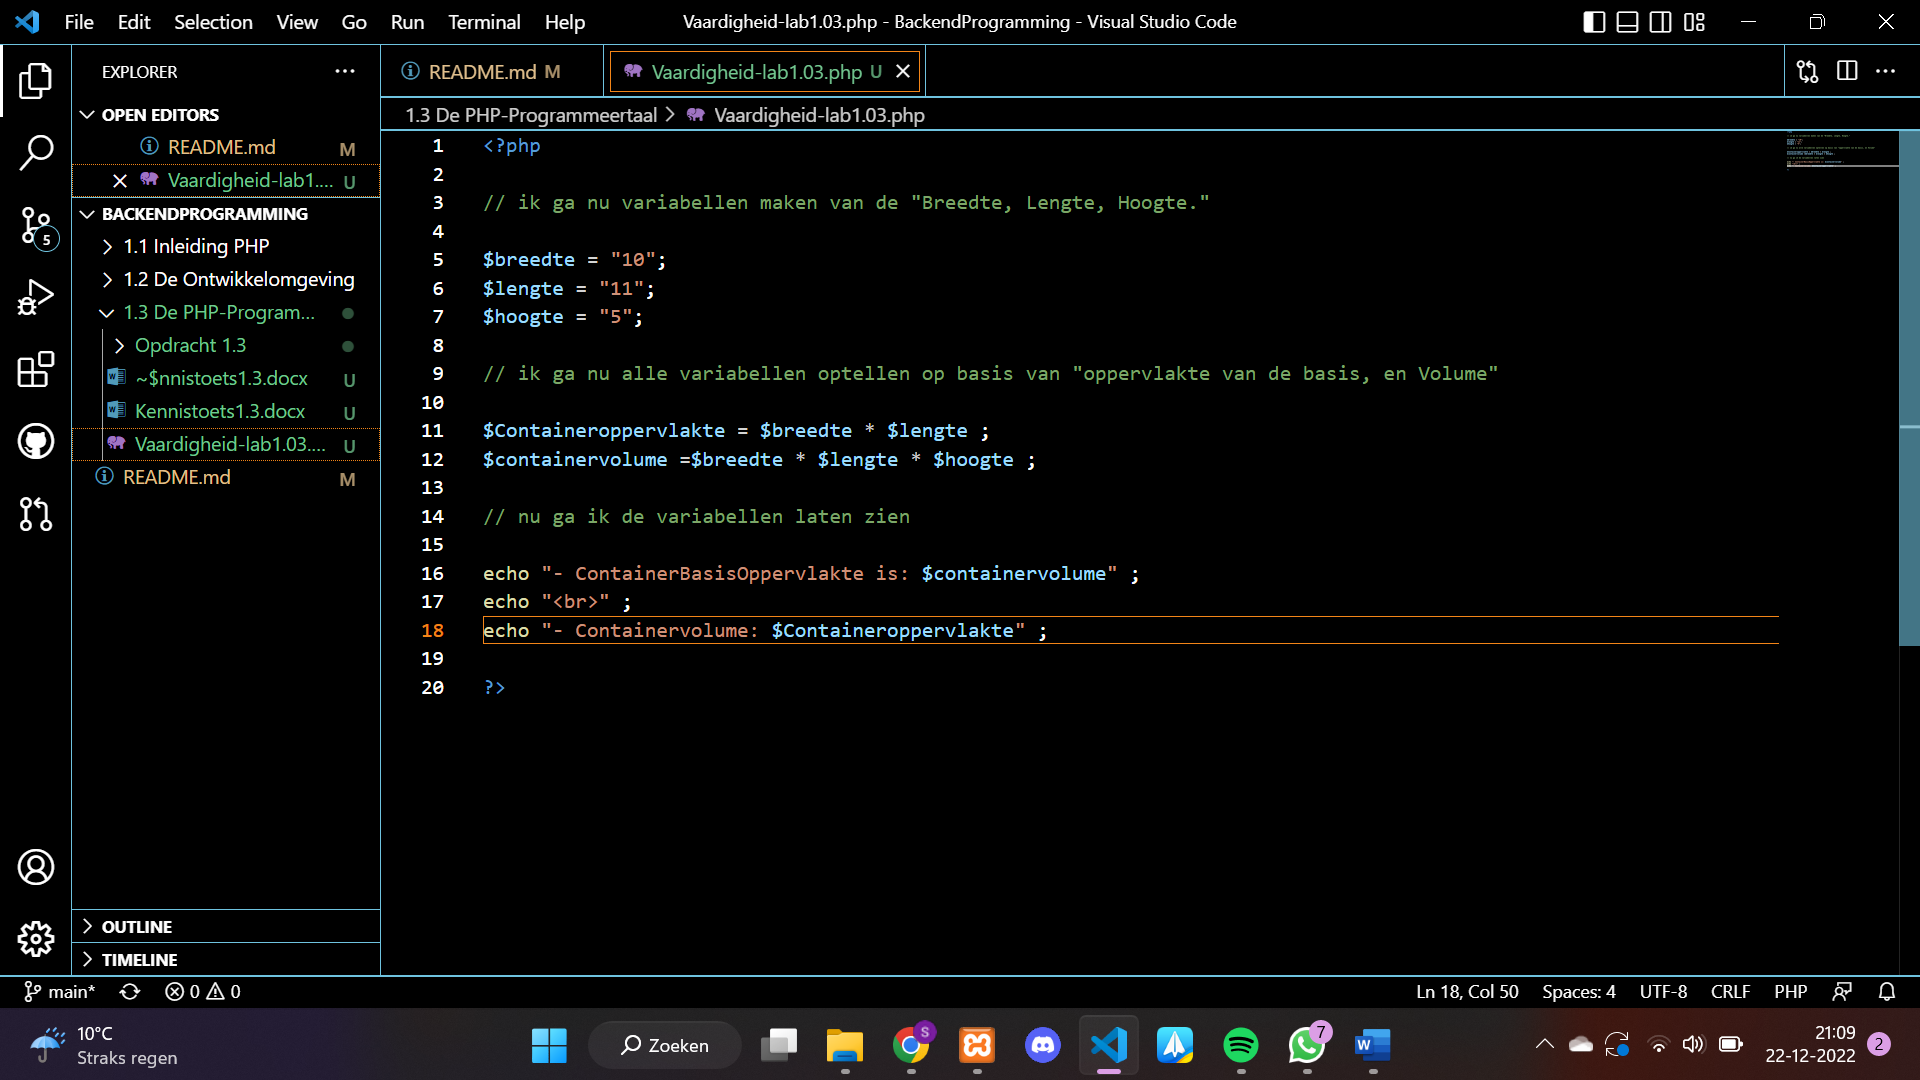 File Edit Selection View Go Run Terminal Help
Vaardigheid-lab1.03.php - BackendProgramming - Visual Studio Code
EXPLORER
README.md M
Vaardigheid-lab1.03.php U
OPEN EDITORS
README.md M
Vaardigheid-lab1.... U
BACKENDPROGRAMMING
1.1 Inleiding PHP
1.2 De Ontwikkelomgeving
1.3 De PHP-Program...
Opdracht 1.3
~$nnistoets1.3.docx U
Kennistoets1.3.docx U
Vaardigheid-lab1.03.... U
README.md M
5
OUTLINE
TIMELINE
1.3 De PHP-Programmeertaal > Vaardigheid-lab1.03.php
1 <?php
2
3 // ik ga nu variabellen maken van de "Breedte, Lengte, Hoogte."
4
5 $breedte = "10";
6 $lengte = "11";
7 $hoogte = "5";
8
9 // ik ga nu alle variabellen optellen op basis van "oppervlakte van de basis, en Volume"
10
11 $Containeroppervlakte = $breedte * $lengte ;
12 $containervolume =$breedte * $lengte * $hoogte ;
13
14 // nu ga ik de variabellen laten zien
15
16 echo "- ContainerBasisOppervlakte is: $containervolume" ;
17 echo "<br>" ;
18 echo "- Containervolume: $Containeroppervlakte" ;
19
20 ?>
main* 0 0
Ln 18, Col 50 Spaces: 4 UTF-8 CRLF PHP
10°C
Straks regen
Zoeken
S
7
W
21:09
22-12-2022
2